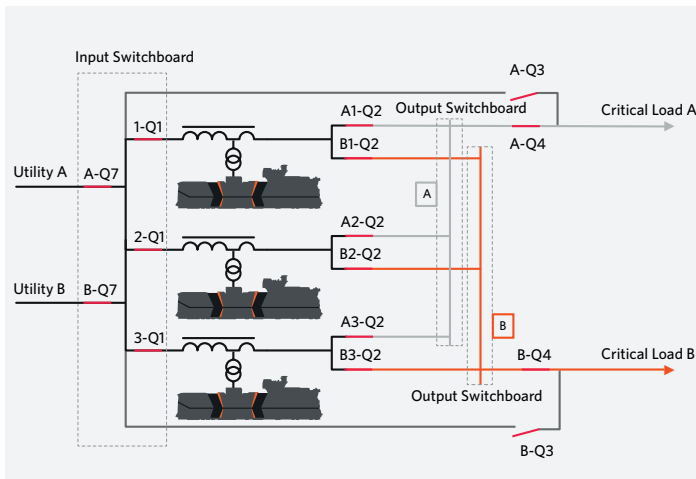 Input Switchboard
A-Q3
1-Q1
A1-Q2
Output Switchboard
Critical Load A
B1-Q2
A-Q4
Utility A
A-Q7
A
2-Q1
A2-Q2
B2-Q2
Utility B
B-Q7
A3-Q2
B
3-Q1
B3-Q2
B-Q4
Critical Load B
Output Switchboard
B-Q3